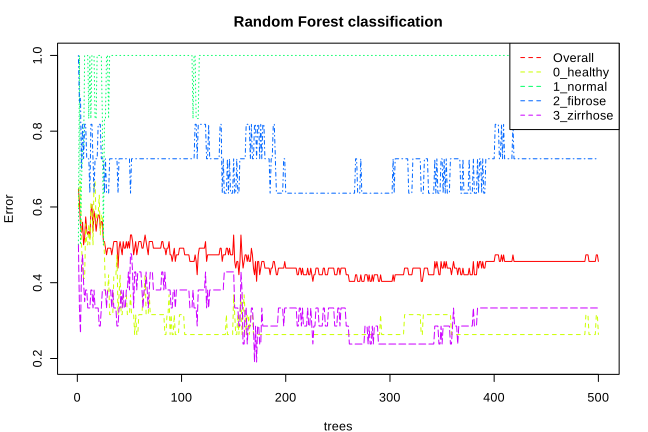 Random Forest classification
Error
1.0
0.8
0.6
0.4
0.2
Overall
0_healthy
1_normal
2_fibrose
3_zirrhose
0 100 200 300 400 500
trees